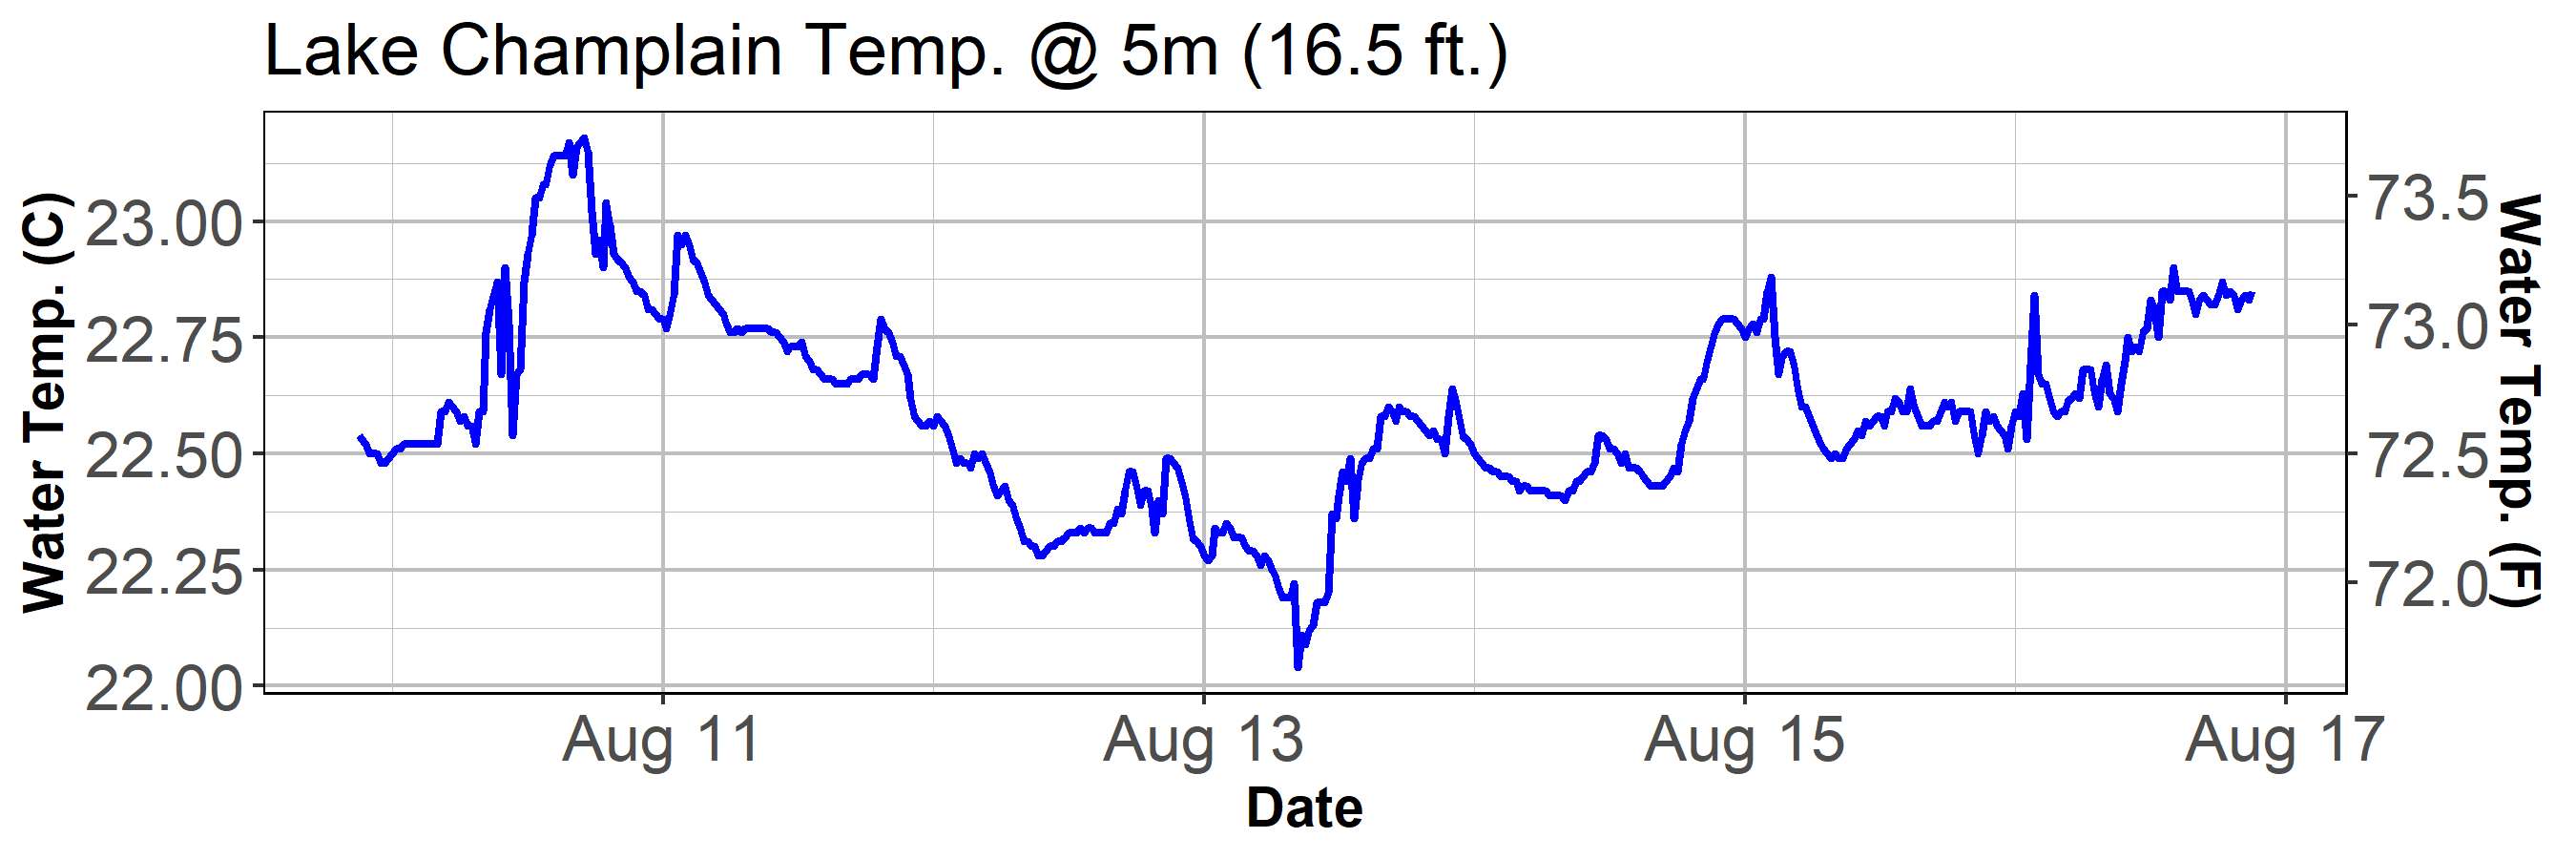 Lake Champlain Temp. @ 5m (16.5 ft.)
Water Temp. (C)
23.00
22.75
22.50
22.25
22.00
73.5
73.0
72.5
72.0
Water Temp. (F)
Aug 11
Aug 13
Aug 15
Aug 17
Date